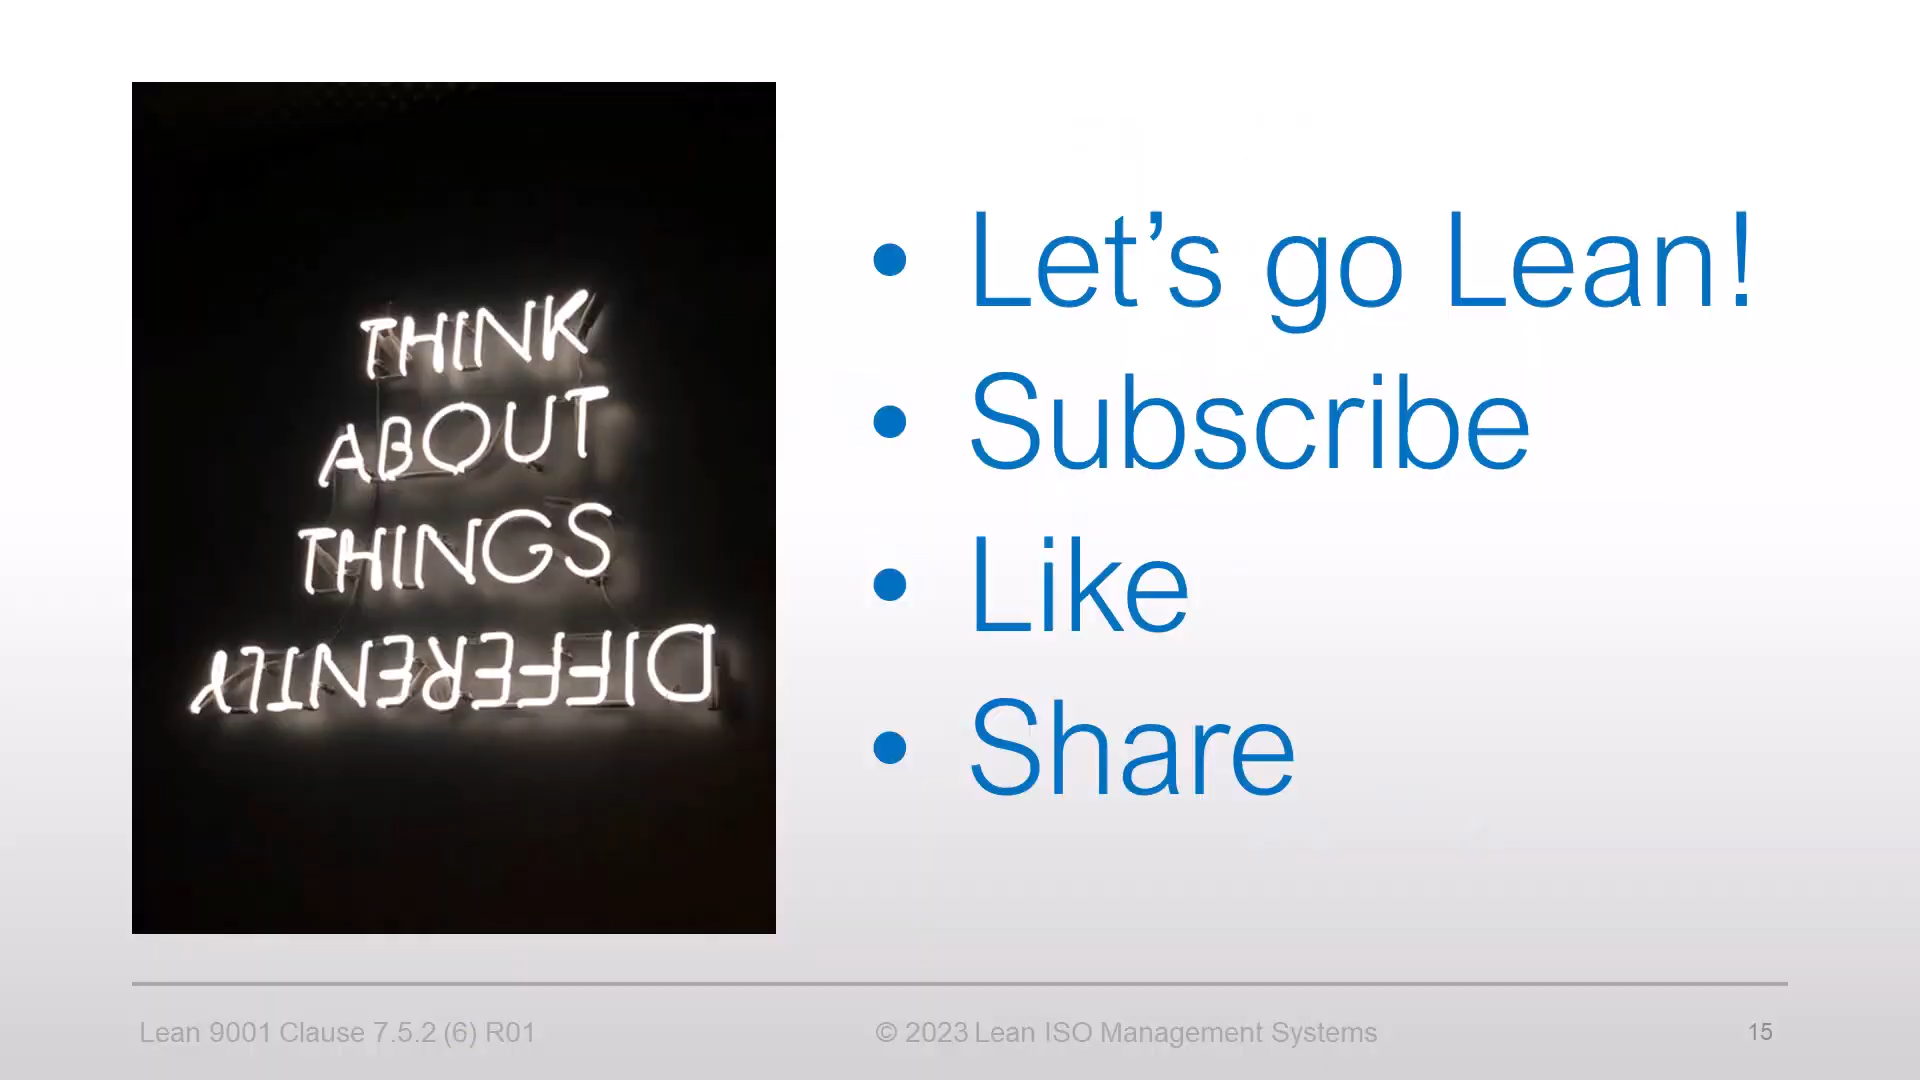 THINK
ABOUT
THINGS
DIFFERENTLY
• Let’s go Lean!
• Subscribe
• Like
• Share
Lean 9001 Clause 7.5.2 (6) R01
© 2023 Lean ISO Management Systems
15